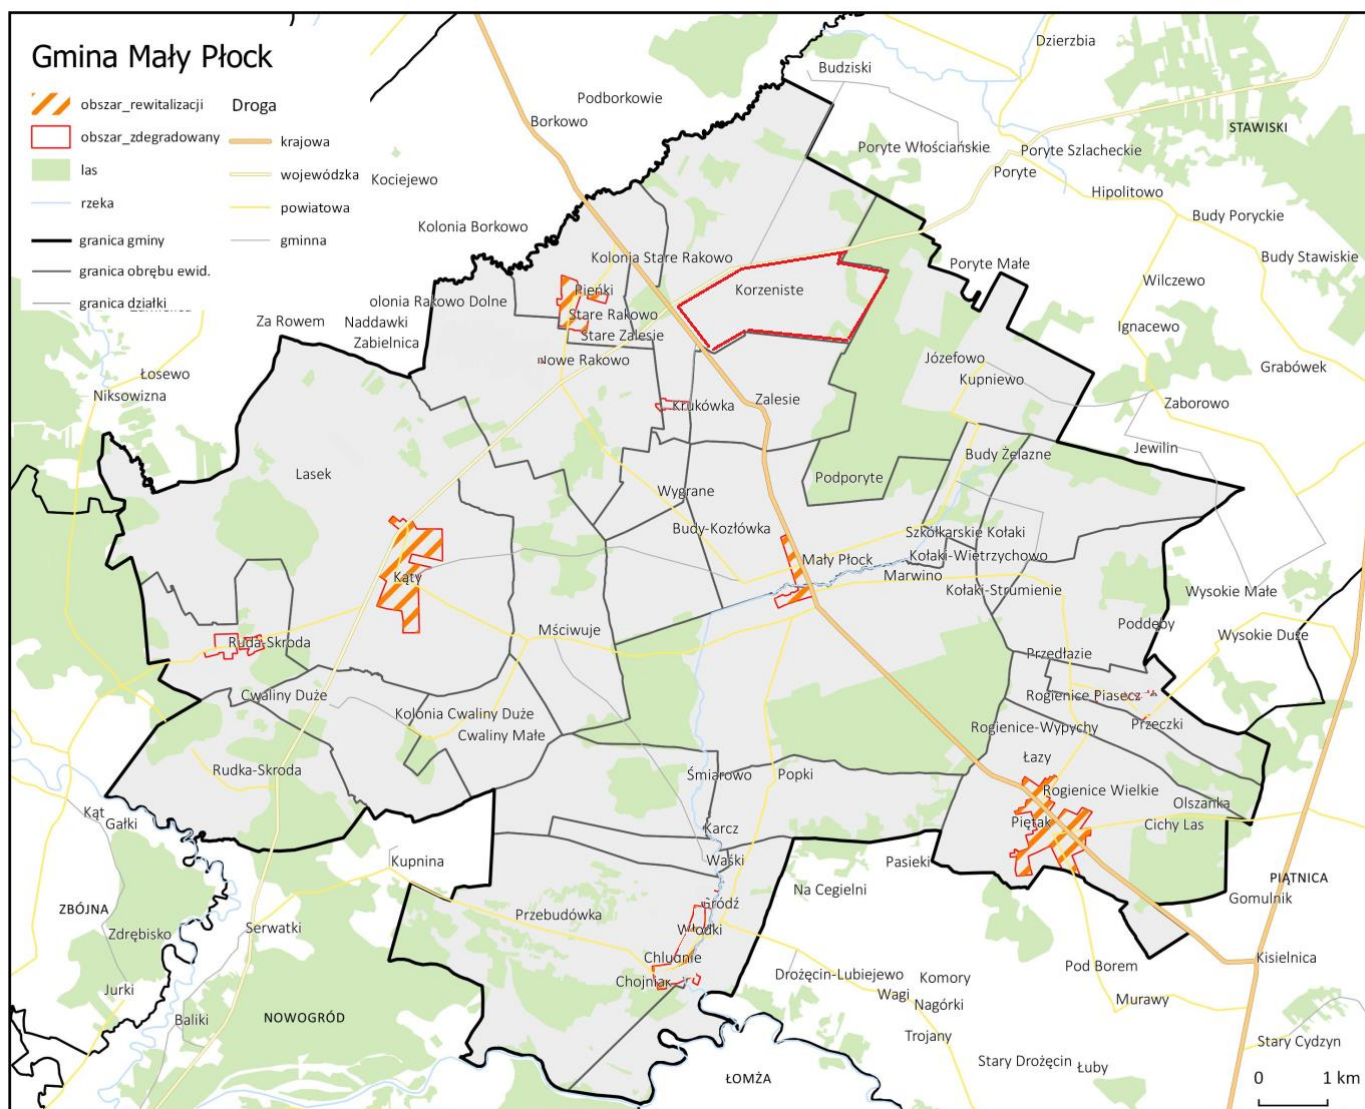 Gmina Mały Płock
obszar_rewitalizacji
obszar_zdegradowany
las
rzeka
granica gminy
granica obrębu ewid.
granica działki
Droga
krajowa
wojewódzka
powiatowa
gminna
Dzierzbia
Budziski
Podborkowie
Borkowo
STAWISKI
Poryte Włościańskie
Poryte Szlacheckie
Poryte
Kociejewo
Hipolitowo
Budy Poryckie
Kolonia Borkowo
Kolonja Stare Rakowo
Budy Stawiskie
Poryte Małe
Wilczewo
Pieńki
Korzeniste
olonia Rakowo Dolne
Za Rowem
Naddawki
Stare Rakowo
Zabielnica
Stare Zalesie
Ignacewo
Nowe Rakowo
Józefowo
Grabówek
Łosewo
Kupniewo
Niksowizna
Krukówka
Zalesie
Zaborowo
Jewilin
Budy Żelazne
Lasek
Podporyte
Wygrane
Budy-Kozłówka
Szkółkarskie Kołaki
Mały Płock
Kołaki-Wietrzychowo
Kąty
Marwino
Kołaki-Strumienie
Wysokie Małe
Mściwuje
Poddęby
Wysokie Duże
Ruda-Skroda
Przedłazie
Cwaliny Duże
Rogienice Piasecz
Kolonia Cwaliny Duże
Rogienice-Wypychy
Przeczki
Cwaliny Małe
Łazy
Rudka-Skroda
Śmiarowo
Popki
Rogienice Wielkie
Olszanka
Kąt
Gałki
Karcz
Piętak
Cichy Las
Kupnina
Waśki
Pasieki
Na Cegielni
PIĄTNICA
Gomulnik
ZBÓJNA
Przebudówka
Gródź
Serwatki
Włodki
Zdrębisko
Chludnie
Kisielnica
Chojniak
Drożęcin-Lubiejewo
Komory
Pod Borem
Jurki
Wagi
Nagórki
Murawy
Baliki
NOWOGRÓD
Trojany
Stary Cydzyn
Stary Drożęcin
Łuby
ŁOMŻA
0 1 km